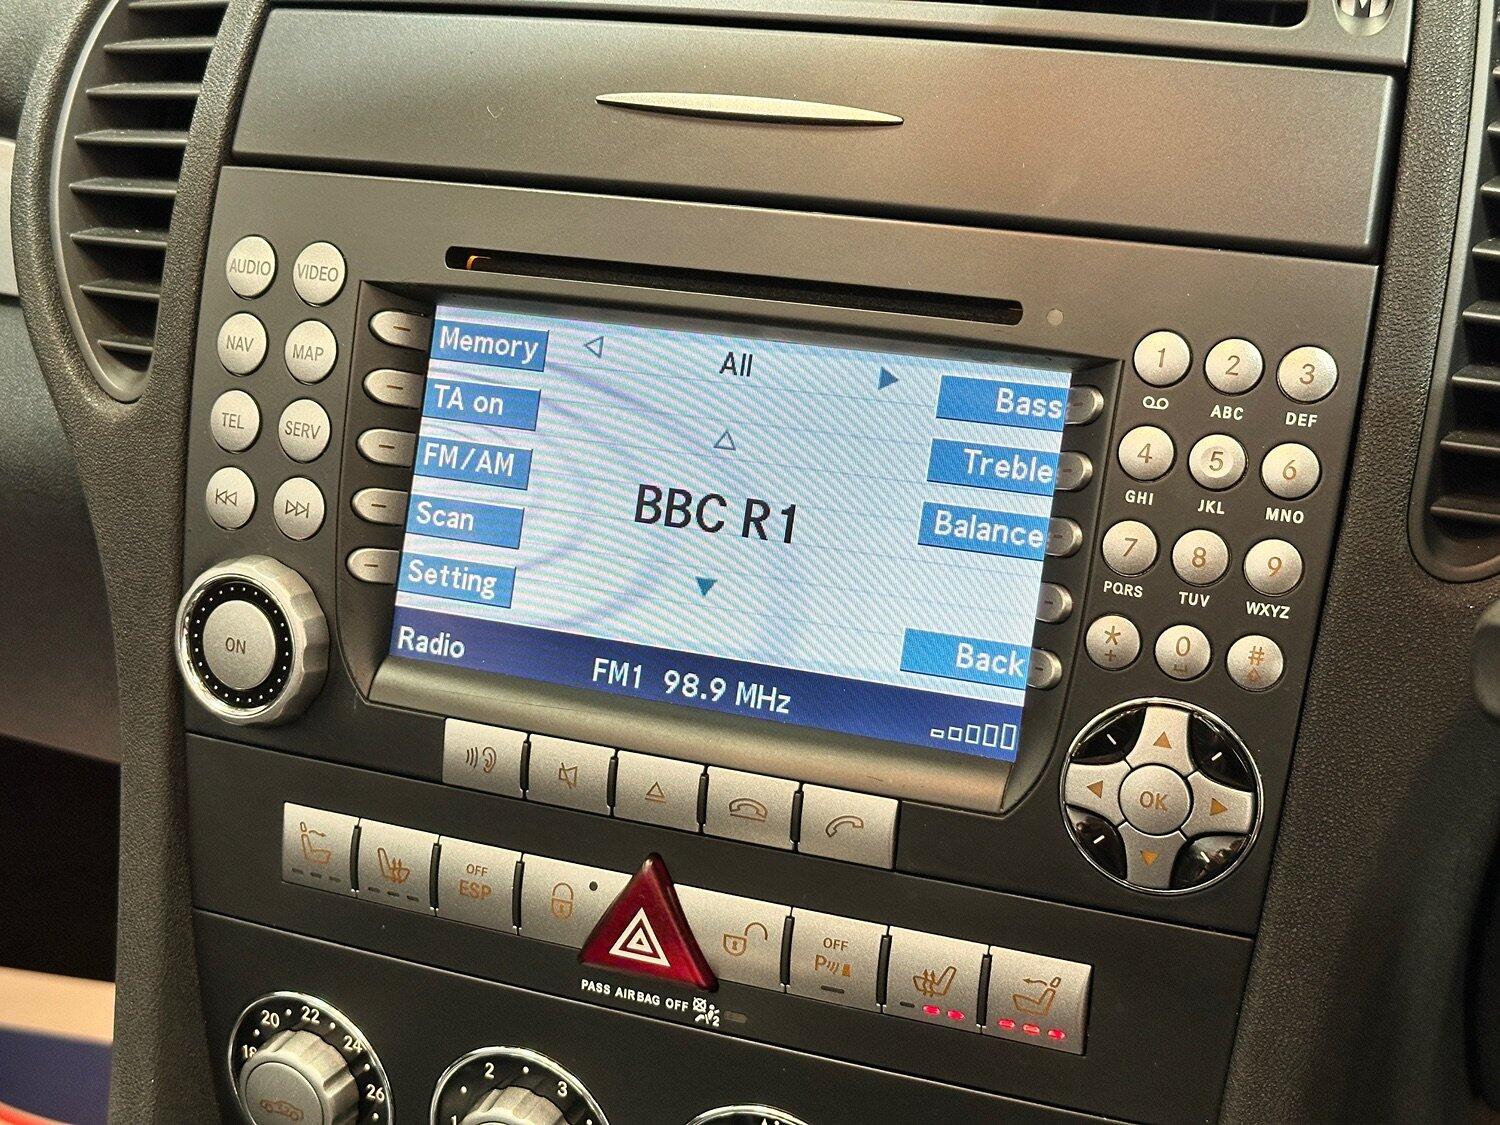 AUDIO VIDEO
NAV MAP
TEL SERV
ON
Memory
TA on
FM/AM
Scan
Setting
All
BBC R1
Bass
Treble
Balance
Back
Radio
FM1 98.9 MHz
1 2 3
ABC DEF
4 5 6
GHI JKL MNO
7 8 9
PQRS TUV WXYZ
* 0 #
+
OK
OFF
ESP
OFF
P
PASS AIRBAG OFF
2
18 20 22 24 26
1 2 3